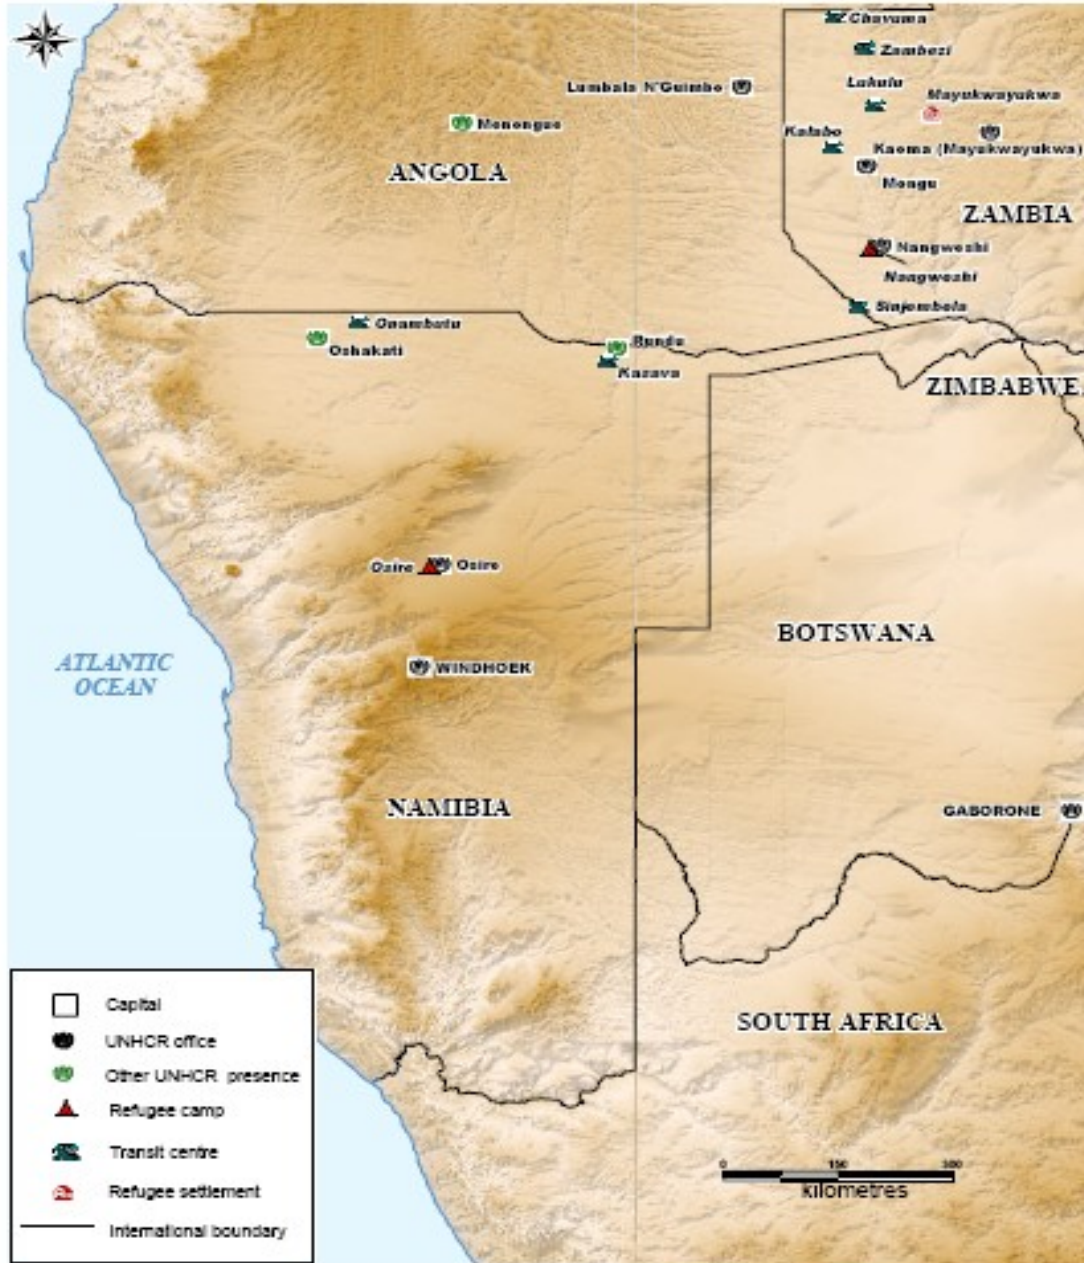 Chavuma
Zambezi
Lumbala N'Guimbo
Lukulu
Mayukwayukwa
Menongue
Kalabo
Kaoma (Mayukwayukwa)
ANGOLA
Mongu
ZAMBIA
Nangweshi
Nangweshi
Sinjembela
Onambutu
Oshakati
Rundu
Kasava
ZIMBABWE
Osire
Osire
BOTSWANA
ATLANTIC
OCEAN
WINDHOEK
NAMIBIA
GABORONE
SOUTH AFRICA
Capital
UNHCR office
Other UNHCR presence
Refugee camp
Transit centre
Refugee settlement
International boundary
0 150 300
kilometres